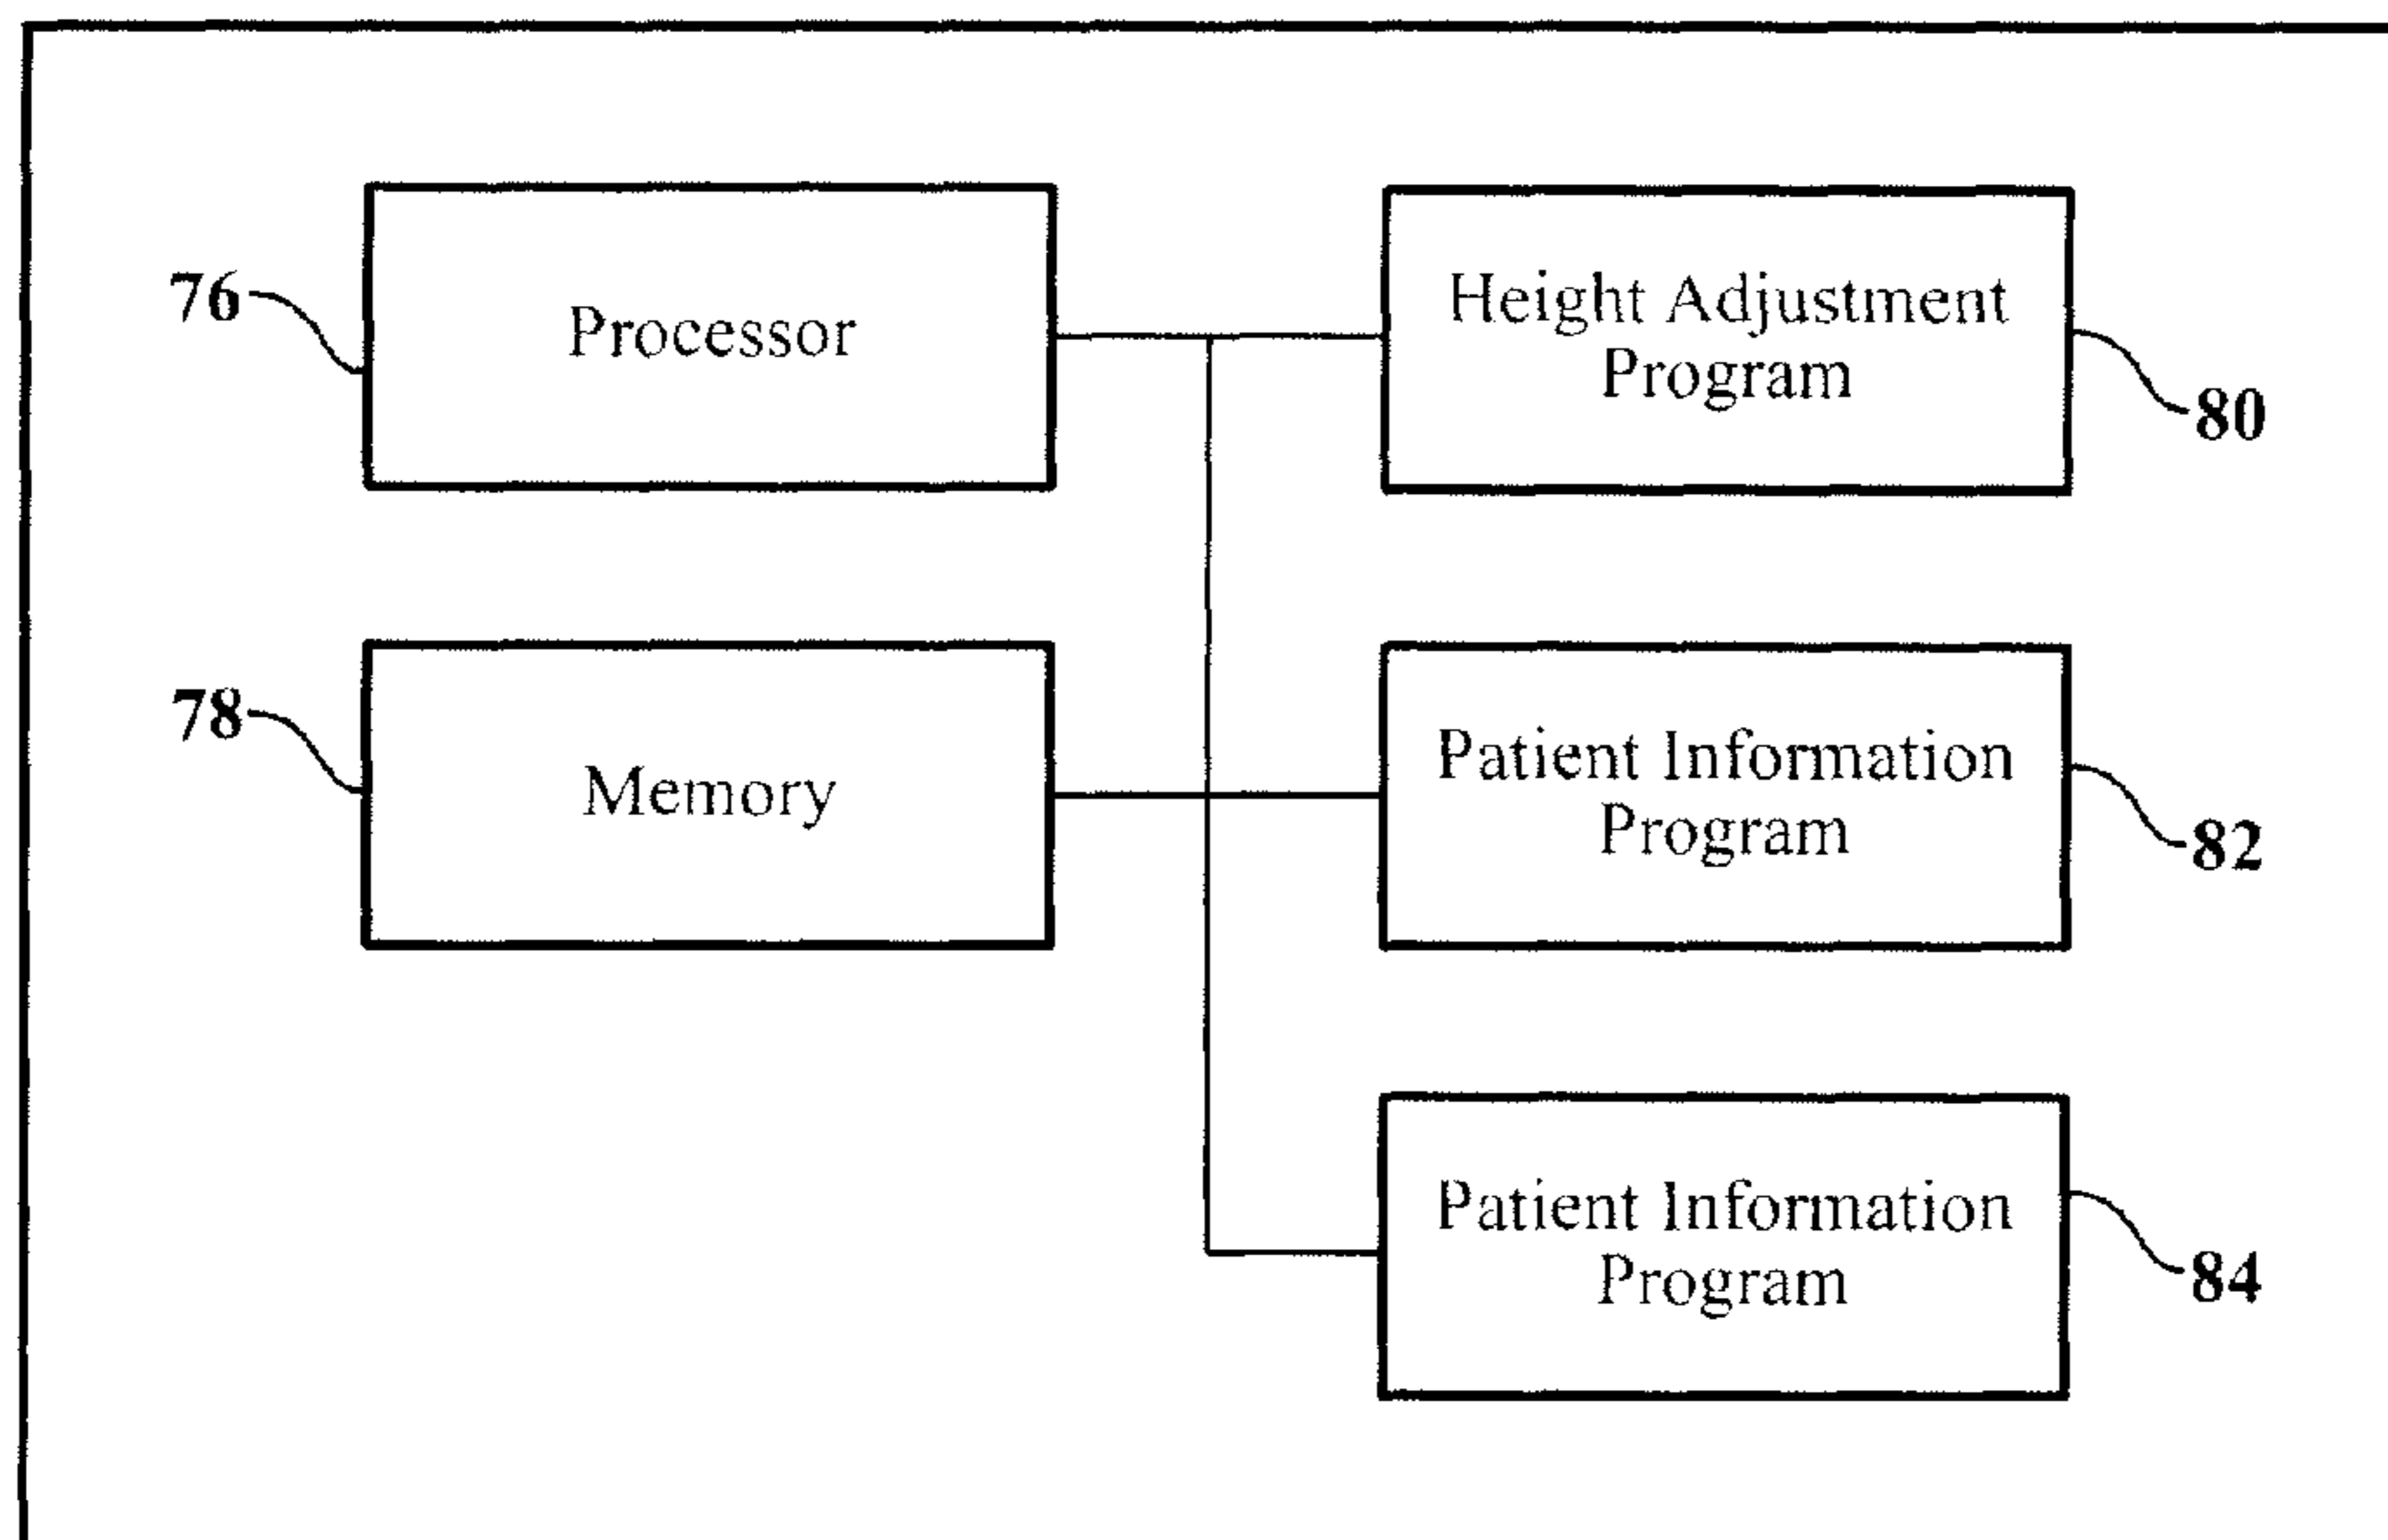 76
Processor
Height Adjustment
Program
80
78
Memory
Patient Information
Program
82
Patient Information
Program
84